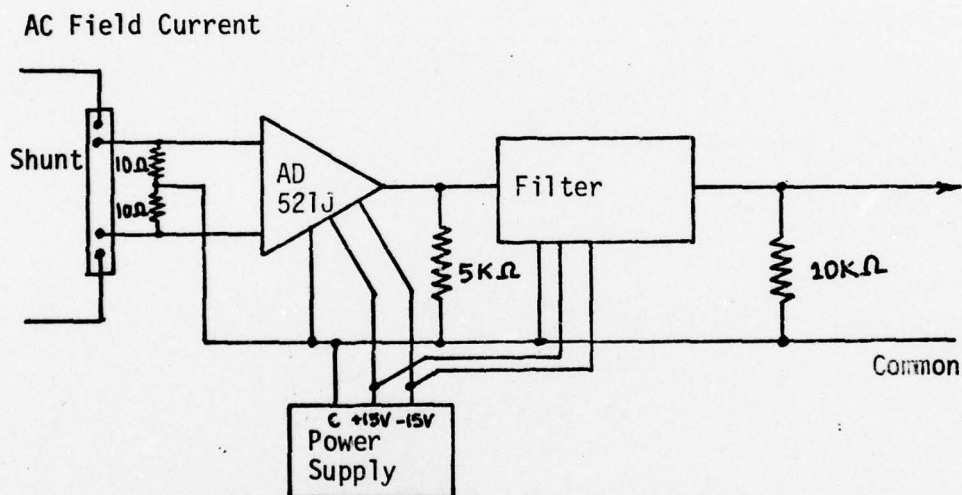 AC Field Current
Shunt
10Ω
10Ω
AD
521j
Filter
5KΩ
10KΩ
Common
C +15V -15V
Power
Supply